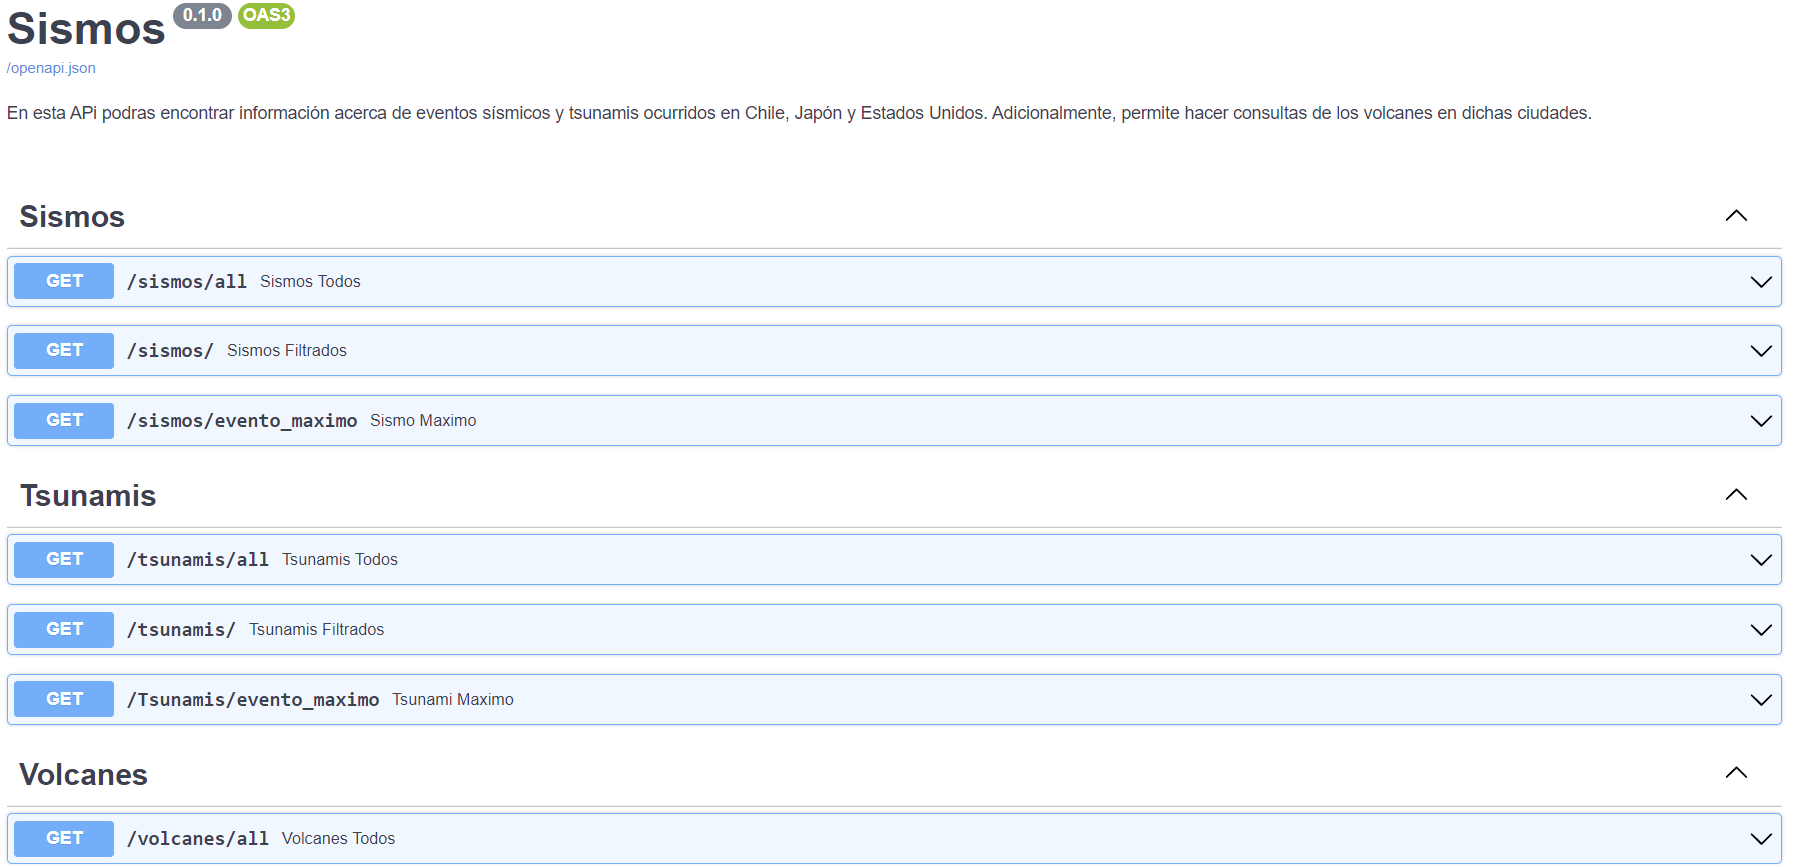 Sismos 0.1.0 OAS3
/openapi.json
En esta APi podras encontrar información acerca de eventos sísmicos y tsunamis ocurridos en Chile, Japón y Estados Unidos. Adicionalmente, permite hacer consultas de los volcanes en dichas ciudades.
Sismos
GET /sismos/all Sismos Todos
GET /sismos/ Sismos Filtrados
GET /sismos/evento_maximo Sismo Maximo
Tsunamis
GET /tsunamis/all Tsunamis Todos
GET /tsunamis/ Tsunamis Filtrados
GET /Tsunamis/evento_maximo Tsunami Maximo
Volcanes
GET /volcanes/all Volcanes Todos